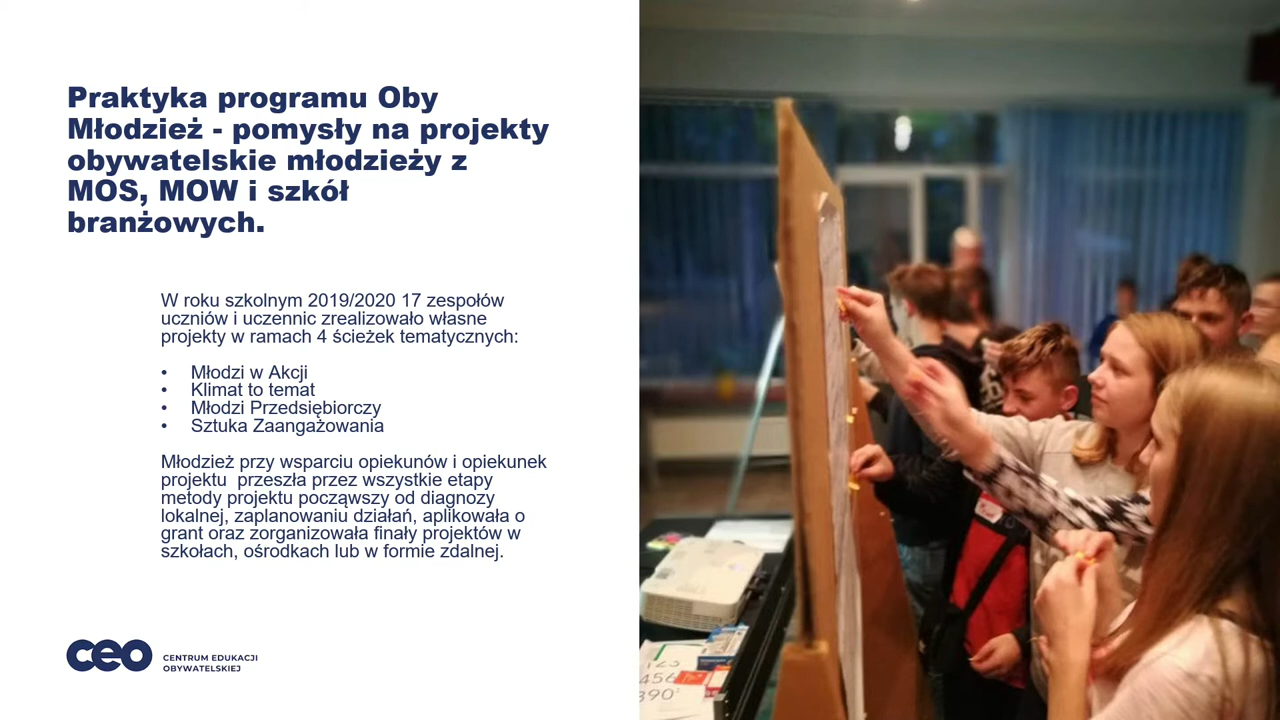 Praktyka programu Oby
Młodzież - pomysły na projekty
obywatelskie młodzieży z
MOS, MOW i szkół
branżowych.
W roku szkolnym 2019/2020 17 zespołów
uczniów i uczennic zrealizowało własne
projekty w ramach 4 ścieżek tematycznych:
• Młodzi w Akcji
• Klimat to temat
• Młodzi Przedsiębiorczy
• Sztuka Zaangażowania
Młodzież przy wsparciu opiekunów i opiekunek
projektu  przeszła przez wszystkie etapy
metody projektu począwszy od diagnozy
lokalnej, zaplanowaniu działań, aplikowała o
grant oraz zorganizowała finały projektów w
szkołach, ośrodkach lub w formie zdalnej.
ceo CENTRUM EDUKACJI
OBYWATELSKIEJ